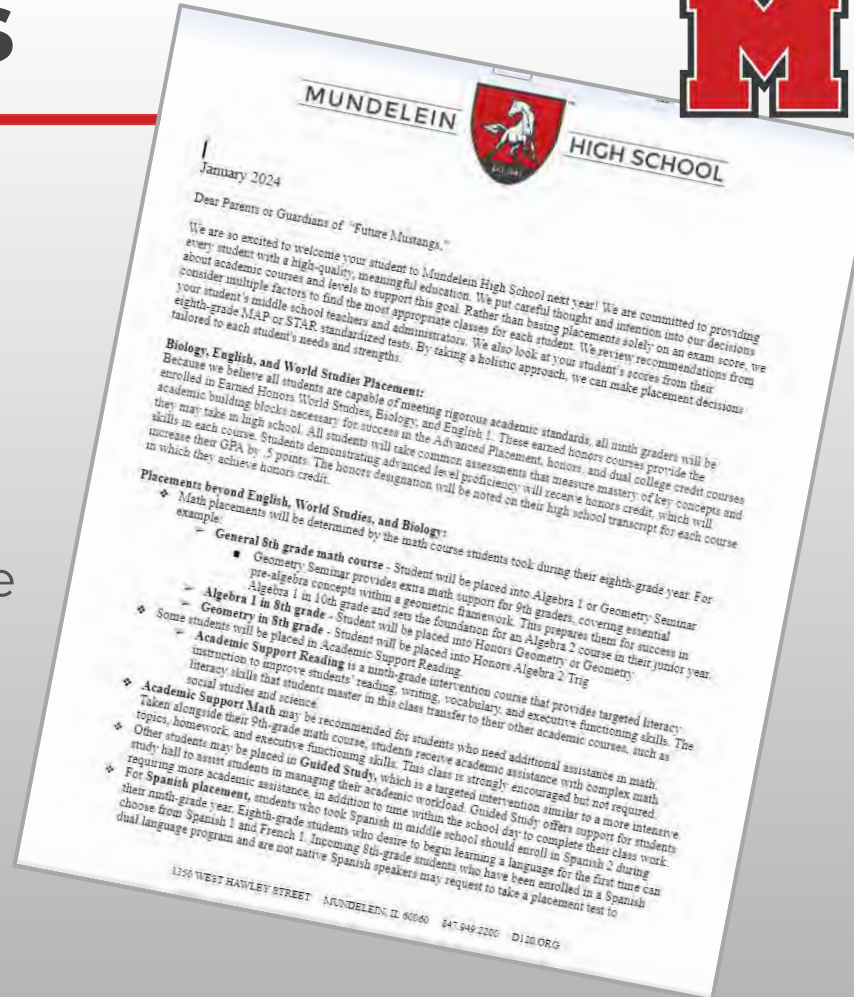 s
M
MUNDELEIN HIGH SCHOOL
January 2024
Dear Parents or Guardians of "Future Mustangs,"
We are so excited to welcome your student to Mundelein High School next year! We are committed to providing
every student with a high-quality, meaningful education. We put careful thought and intention into our decisions
about academic courses and levels to support this goal. Rather than basing placements solely on an exam score, we
consider multiple factors to find the most appropriate classes for each student. We review recommendations from
your student's middle school teachers and administrators. We also look at your student's scores from their
eighth-grade MAP or STAR standardized tests. By taking a holistic approach, we can make placement decisions
tailored to each student's needs and strengths.
Biology, English, and World Studies Placement:
Because we believe all students are capable of meeting rigorous academic standards, all ninth graders will be
enrolled in Earned Honors World Studies, Biology, and English 1. These earned honors courses provide the
academic building blocks necessary for success in the Advanced Placement, honors, and dual college credit courses
they may take in high school. All students will take common assessments that measure mastery of key concepts and
skills in each course. Students demonstrating advanced level proficiency will receive honors credit, which will
increase their GPA by .5 points. The honors designation will be noted on their high school transcript for each course
in which they achieve honors credit.
Placements beyond English, World Studies, and Biology:
❖ Math placements will be determined by the math course students took during their eighth-grade year. For
example:
➢ General 8th grade math course - Student will be placed into Algebra 1 or Geometry Seminar
■ Geometry Seminar provides extra math support for 9th graders, covering essential
pre-algebra concepts within a geometric framework. This prepares them for success in
Algebra 1 in 10th grade and sets the foundation for an Algebra 2 course in their junior year.
➢ Algebra 1 in 8th grade - Student will be placed into Honors Geometry or Geometry
➢ Geometry in 8th grade - Student will be placed into Honors Algebra 2 Trig
❖ Some students will be placed in Academic Support Reading.
➢ Academic Support Reading is a ninth-grade intervention course that provides targeted literacy
instruction to improve students' reading, writing, vocabulary, and executive functioning skills. The
literacy skills that students master in this class transfer to their other academic courses, such as
social studies and science.
❖ Academic Support Math may be recommended for students who need additional assistance in math.
Taken alongside their 9th-grade math course, students receive academic assistance with complex math
topics, homework, and executive functioning skills. This class is strongly encouraged but not required.
❖ Other students may be placed in Guided Study, which is a targeted intervention similar to a more intensive
study hall to assist students in managing their academic workload. Guided Study offers support for students
requiring more academic assistance, in addition to time within the school day to complete their class work.
❖ For Spanish placement, students who took Spanish in middle school should enroll in Spanish 2 during
their ninth-grade year. Eighth-grade students who desire to begin learning a language for the first time can
choose from Spanish 1 and French 1. Incoming 8th-grade students who have been enrolled in a Spanish
dual language program and are not native Spanish speakers may request to take a placement test to
1350 WEST HAWLEY STREET MUNDELEIN, IL 60060 847.949.2200 D120.ORG
e